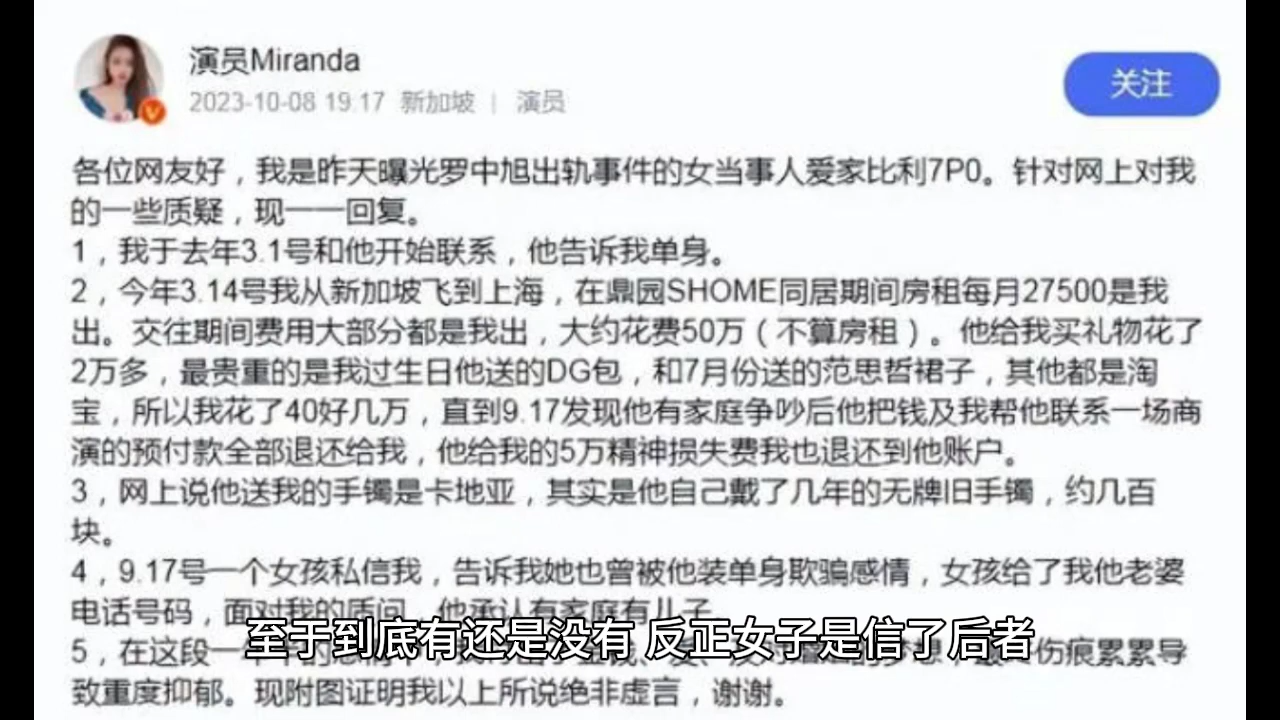 演员Miranda
2023-10-08 19:17 新加坡 | 演员
关注
各位网友好，我是昨天曝光罗中旭出轨事件的女当事人爱家比利7P0。针对网上对我
的一些质疑，现一一回复。
1，我于去年3.1号和他开始联系，他告诉我单身。
2，今年3.14号我从新加坡飞到上海，在鼎园SHOME同居期间房租每月27500是我
出。交往期间费用大部分都是我出，大约花费50万（不算房租）。他给我买礼物花了
2万多，最贵重的是我过生日他送的DG包，和7月份送的范思哲裙子，其他都是淘
宝，所以我花了40好几万，直到9.17发现他有家庭争吵后他把钱及我帮他联系一场商
演的预付款全部退还给我，他给我的5万精神损失费我也退还到他账户。
3，网上说他送我的手镯是卡地亚，其实是他自己戴了几年的无牌旧手镯，约几百
块。
4，9.17号一个女孩私信我，告诉我她也曾被他装单身欺骗感情，女孩给了我他老婆
电话号码，面对我的质问，他承认有家庭有儿子
至于到底有还是没有 反正女子是信了后者
5，在这段一 伤痕累累导
致重度抑郁。现附图证明我以上所说绝非虚言，谢谢。